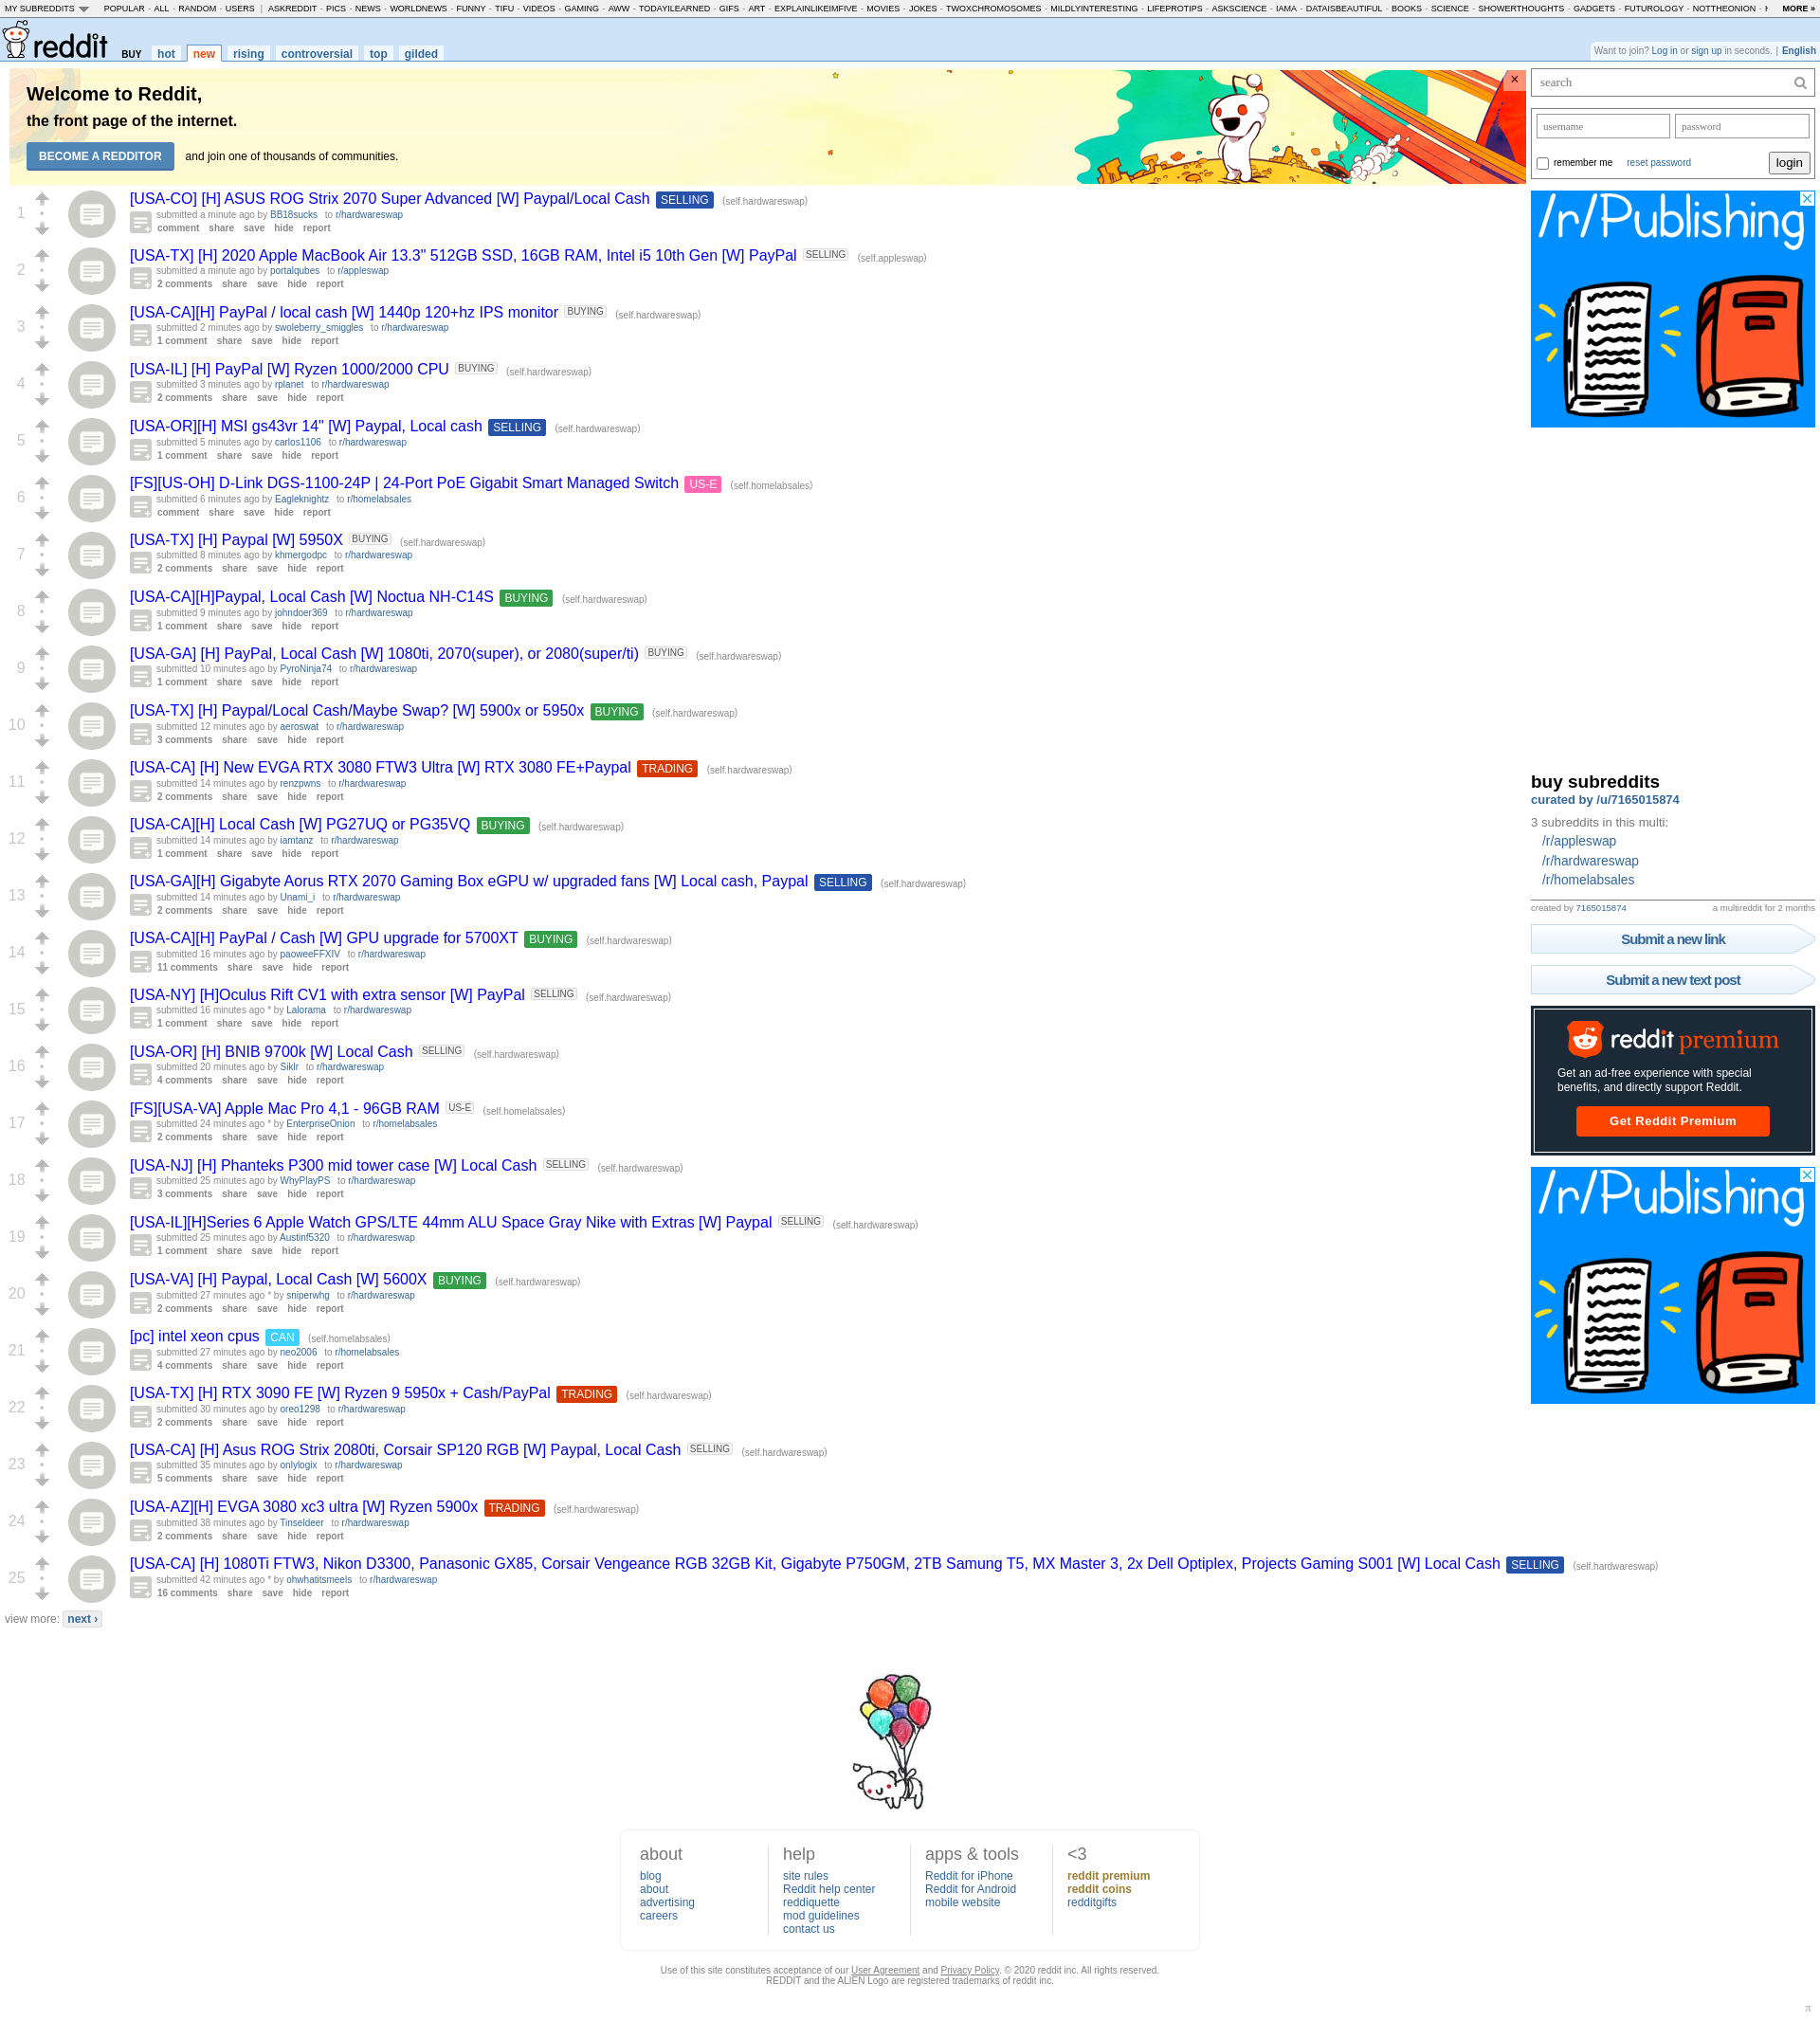 MY SUBREDDITS POPULAR - ALL - RANDOM - USERS | ASKREDDIT - PICS - NEWS - WORLDNEWS - FUNNY - TIFU - VIDEOS - GAMING - AWW - TODAYILEARNED - GIFS - ART - EXPLAINLIKEIMFIVE - MOVIES - JOKES - TWOXCHROMOSOMES - MILDLYINTERESTING - LIFEPROTIPS - ASKSCIENCE - IAMA - DATAISBEAUTIFUL - BOOKS - SCIENCE - SHOWERTHOUGHTS - GADGETS - FUTUROLOGY - NOTTHEONION - MORE »
reddit BUY hot new rising controversial top gilded
Want to join? Log in or sign up in seconds. | English
Welcome to Reddit,
the front page of the internet.
BECOME A REDDITOR and join one of thousands of communities.
search
username password
remember me reset password login
1
[USA-CO] [H] ASUS ROG Strix 2070 Super Advanced [W] Paypal/Local Cash SELLING (self.hardwareswap)
submitted a minute ago by BB18sucks to r/hardwareswap
comment share save hide report
2
[USA-TX] [H] 2020 Apple MacBook Air 13.3" 512GB SSD, 16GB RAM, Intel i5 10th Gen [W] PayPal SELLING (self.appleswap)
submitted a minute ago by portalqubes to r/appleswap
2 comments share save hide report
3
[USA-CA][H] PayPal / local cash [W] 1440p 120+hz IPS monitor BUYING (self.hardwareswap)
submitted 2 minutes ago by swoleberry_smiggles to r/hardwareswap
1 comment share save hide report
4
[USA-IL] [H] PayPal [W] Ryzen 1000/2000 CPU BUYING (self.hardwareswap)
submitted 3 minutes ago by rplanet to r/hardwareswap
2 comments share save hide report
5
[USA-OR][H] MSI gs43vr 14" [W] Paypal, Local cash SELLING (self.hardwareswap)
submitted 5 minutes ago by carlos1106 to r/hardwareswap
1 comment share save hide report
6
[FS][US-OH] D-Link DGS-1100-24P | 24-Port PoE Gigabit Smart Managed Switch US-E (self.homelabsales)
submitted 6 minutes ago by Eagleknightz to r/homelabsales
comment share save hide report
7
[USA-TX] [H] Paypal [W] 5950X BUYING (self.hardwareswap)
submitted 8 minutes ago by khmergodpc to r/hardwareswap
2 comments share save hide report
8
[USA-CA][H]Paypal, Local Cash [W] Noctua NH-C14S BUYING (self.hardwareswap)
submitted 9 minutes ago by johndoer369 to r/hardwareswap
1 comment share save hide report
9
[USA-GA] [H] PayPal, Local Cash [W] 1080ti, 2070(super), or 2080(super/ti) BUYING (self.hardwareswap)
submitted 10 minutes ago by PyroNinja74 to r/hardwareswap
1 comment share save hide report
10
[USA-TX] [H] Paypal/Local Cash/Maybe Swap? [W] 5900x or 5950x BUYING (self.hardwareswap)
submitted 12 minutes ago by aeroswat to r/hardwareswap
3 comments share save hide report
11
[USA-CA] [H] New EVGA RTX 3080 FTW3 Ultra [W] RTX 3080 FE+Paypal TRADING (self.hardwareswap)
submitted 14 minutes ago by renzpwns to r/hardwareswap
2 comments share save hide report
12
[USA-CA][H] Local Cash [W] PG27UQ or PG35VQ BUYING (self.hardwareswap)
submitted 14 minutes ago by iamtanz to r/hardwareswap
1 comment share save hide report
13
[USA-GA][H] Gigabyte Aorus RTX 2070 Gaming Box eGPU w/ upgraded fans [W] Local cash, Paypal SELLING (self.hardwareswap)
submitted 14 minutes ago by Unami_i to r/hardwareswap
2 comments share save hide report
14
[USA-CA][H] PayPal / Cash [W] GPU upgrade for 5700XT BUYING (self.hardwareswap)
submitted 16 minutes ago by paoweeFFXIV to r/hardwareswap
11 comments share save hide report
15
[USA-NY] [H]Oculus Rift CV1 with extra sensor [W] PayPal SELLING (self.hardwareswap)
submitted 16 minutes ago * by Lalorama to r/hardwareswap
1 comment share save hide report
16
[USA-OR] [H] BNIB 9700k [W] Local Cash SELLING (self.hardwareswap)
submitted 20 minutes ago by Siklr to r/hardwareswap
4 comments share save hide report
17
[FS][USA-VA] Apple Mac Pro 4,1 - 96GB RAM US-E (self.homelabsales)
submitted 24 minutes ago * by EnterpriseOnion to r/homelabsales
2 comments share save hide report
18
[USA-NJ] [H] Phanteks P300 mid tower case [W] Local Cash SELLING (self.hardwareswap)
submitted 25 minutes ago by WhyPlayPS to r/hardwareswap
3 comments share save hide report
19
[USA-IL][H]Series 6 Apple Watch GPS/LTE 44mm ALU Space Gray Nike with Extras [W] Paypal SELLING (self.hardwareswap)
submitted 25 minutes ago by Austinf5320 to r/hardwareswap
1 comment share save hide report
20
[USA-VA] [H] Paypal, Local Cash [W] 5600X BUYING (self.hardwareswap)
submitted 27 minutes ago * by sniperwhg to r/hardwareswap
2 comments share save hide report
21
[pc] intel xeon cpus CAN (self.homelabsales)
submitted 27 minutes ago by neo2006 to r/homelabsales
4 comments share save hide report
22
[USA-TX] [H] RTX 3090 FE [W] Ryzen 9 5950x + Cash/PayPal TRADING (self.hardwareswap)
submitted 30 minutes ago by oreo1298 to r/hardwareswap
2 comments share save hide report
23
[USA-CA] [H] Asus ROG Strix 2080ti, Corsair SP120 RGB [W] Paypal, Local Cash SELLING (self.hardwareswap)
submitted 35 minutes ago by onlylogix to r/hardwareswap
5 comments share save hide report
24
[USA-AZ][H] EVGA 3080 xc3 ultra [W] Ryzen 5900x TRADING (self.hardwareswap)
submitted 38 minutes ago by Tinseldeer to r/hardwareswap
2 comments share save hide report
25
[USA-CA] [H] 1080Ti FTW3, Nikon D3300, Panasonic GX85, Corsair Vengeance RGB 32GB Kit, Gigabyte P750GM, 2TB Samung T5, MX Master 3, 2x Dell Optiplex, Projects Gaming S001 [W] Local Cash SELLING (self.hardwareswap)
submitted 42 minutes ago * by ohwhatitsmeels to r/hardwareswap
16 comments share save hide report
view more: next ›
/r/Publishing
buy subreddits
curated by /u/7165015874
3 subreddits in this multi:
/r/appleswap
/r/hardwareswap
/r/homelabsales
created by 7165015874 a multireddit for 2 months
Submit a new link
Submit a new text post
reddit premium
Get an ad-free experience with special
benefits, and directly support Reddit.
Get Reddit Premium
/r/Publishing
about
blog
about
advertising
careers
help
site rules
Reddit help center
reddiquette
mod guidelines
contact us
apps & tools
Reddit for iPhone
Reddit for Android
mobile website
<3
reddit premium
reddit coins
redditgifts
Use of this site constitutes acceptance of our User Agreement and Privacy Policy. © 2020 reddit inc. All rights reserved.
REDDIT and the ALIEN Logo are registered trademarks of reddit inc.
π